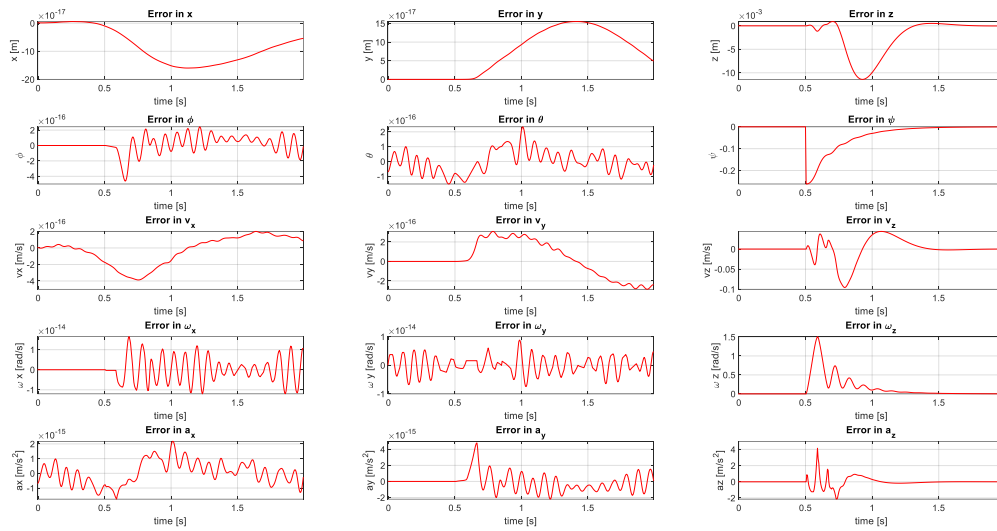 ×10^-17 Error in x
0
-10
-20
x [m]
0 0.5 1 1.5
time [s]
×10^-17 Error in y
15
10
5
0
y [m]
0 0.5 1 1.5
time [s]
×10^-3 Error in z
0
-5
-10
z [m]
0 0.5 1 1.5
time [s]
×10^-16 Error in ϕ
2
0
-2
-4
ϕ
0 0.5 1 1.5
time [s]
×10^-16 Error in θ
2
1
0
-1
θ
0 0.5 1 1.5
time [s]
Error in ψ
0
-0.1
-0.2
ψ
0 0.5 1 1.5
time [s]
×10^-16 Error in v_x
2
0
-2
-4
vx [m/s]
0 0.5 1 1.5
time [s]
×10^-16 Error in v_y
2
0
-2
vy [m/s]
0 0.5 1 1.5
time [s]
Error in v_z
0
-0.05
-0.1
vz [m/s]
0 0.5 1 1.5
time [s]
×10^-14 Error in ω_x
1
0
-1
ω x [rad/s]
0 0.5 1 1.5
time [s]
×10^-14 Error in ω_y
1
0
-1
ω y [rad/s]
0 0.5 1 1.5
time [s]
Error in ω_z
1.5
1
0.5
0
ω z [rad/s]
0 0.5 1 1.5
time [s]
×10^-15 Error in a_x
2
1
0
-1
ax [m/s²]
0 0.5 1 1.5
time [s]
×10^-15 Error in a_y
4
2
0
-2
ay [m/s²]
0 0.5 1 1.5
time [s]
Error in a_z
4
2
0
-2
az [m/s²]
0 0.5 1 1.5
time [s]